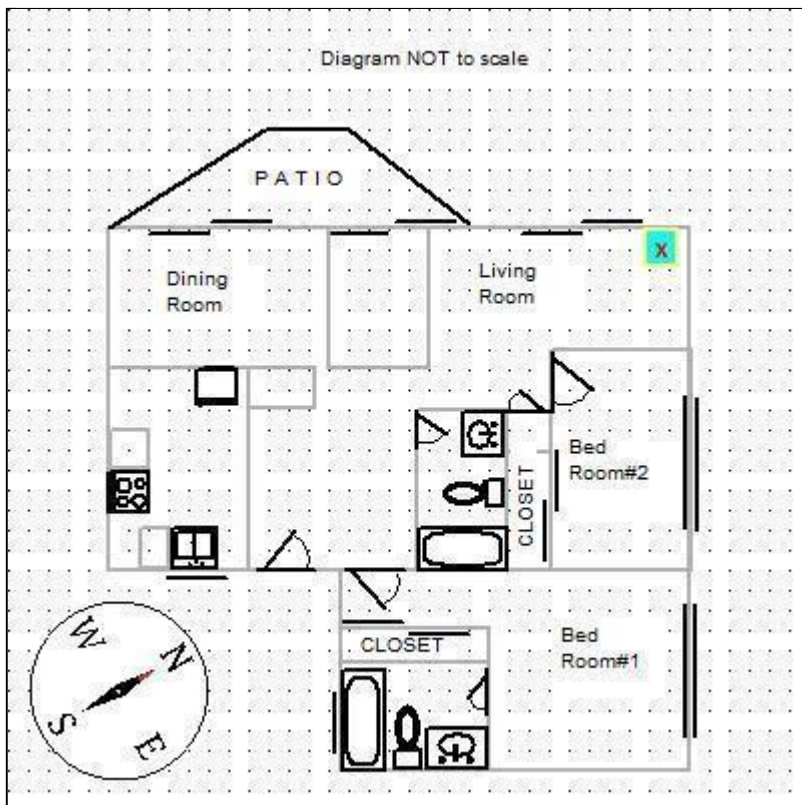 Diagram NOT to scale
PATIO
Dining
Room
Living
Room
X
Bed
Room#2
CLOSET
CLOSET
Bed
Room#1
W
N
S
E